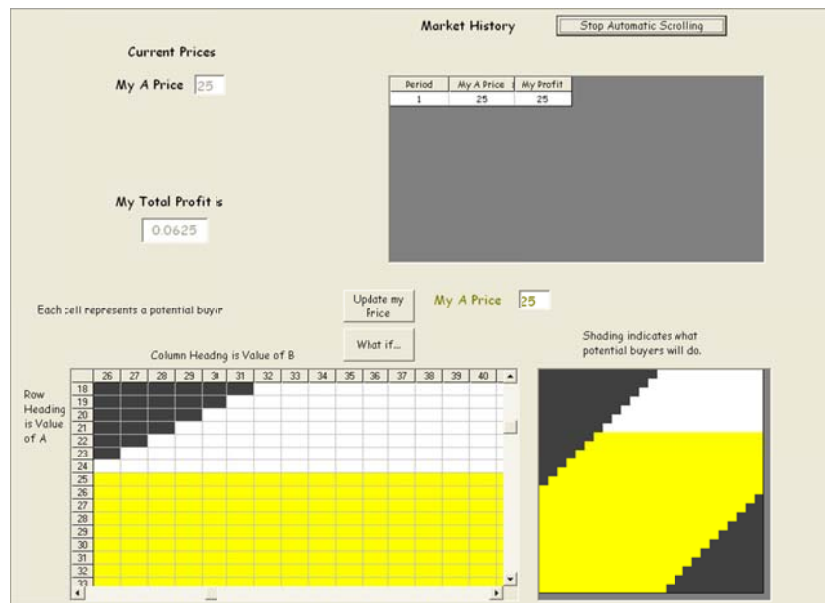 Market History
Stop Automatic Scrolling
Current Prices
My A Price 25
Period My A Price My Profit
1 25 25
My Total Profit is
0.0625
Each cell represents a potential buyer
Update my Price
My A Price 25
What if...
Shading indicates what
potential buyers will do.
Column Heading is Value of B
26 27 28 29 30 31 32 33 34 35 36 37 38 39 40
Row
Heading
is Value
of A
18
19
20
21
22
23
24
25
26
27
28
29
30
31
32
33